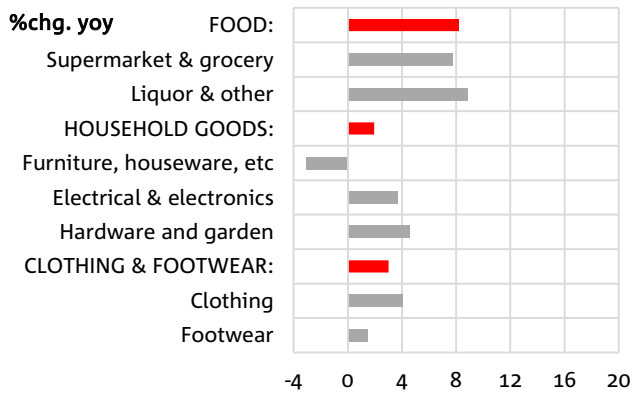 %chg. yoy FOOD:
Supermarket & grocery
Liquor & other
HOUSEHOLD GOODS:
Furniture, houseware, etc
Electrical & electronics
Hardware and garden
CLOTHING & FOOTWEAR:
Clothing
Footwear
-4 0 4 8 12 16 20